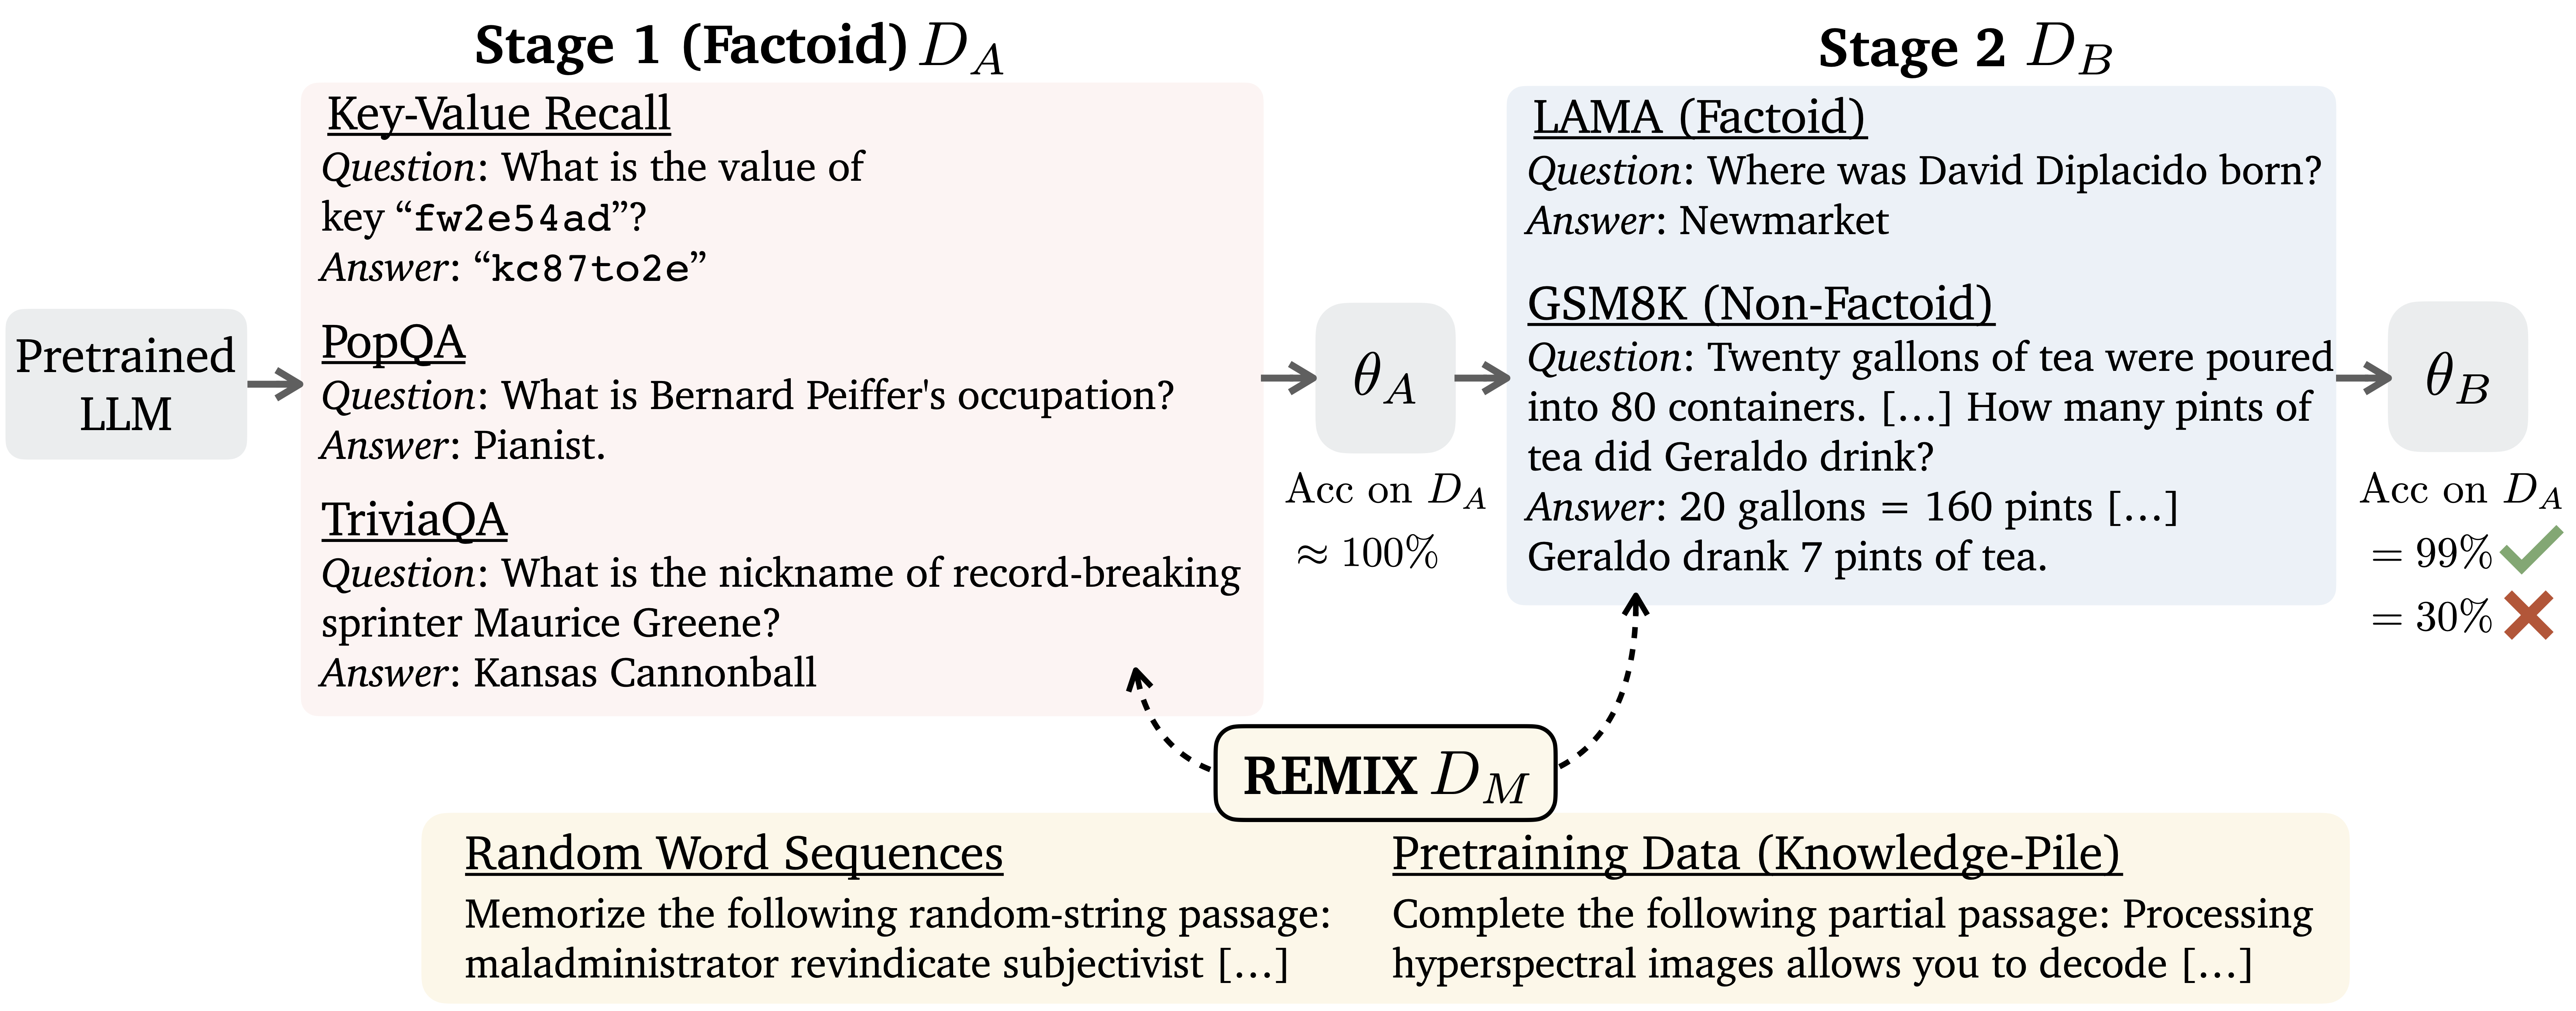 Stage 1 (Factoid) D_A
Key-Value Recall
Question: What is the value of
key “fw2e54ad”?
Answer: “kc87to2e”
PopQA
Question: What is Bernard Peiffer's occupation?
Answer: Pianist.
TriviaQA
Question: What is the nickname of record-breaking
sprinter Maurice Greene?
Answer: Kansas Cannonball
Pretrained
LLM
θ_A
Acc on D_A
≈ 100%
Stage 2 D_B
LAMA (Factoid)
Question: Where was David Diplacido born?
Answer: Newmarket
GSM8K (Non-Factoid)
Question: Twenty gallons of tea were poured
into 80 containers. [...] How many pints of
tea did Geraldo drink?
Answer: 20 gallons = 160 pints [...]
Geraldo drank 7 pints of tea.
θ_B
Acc on D_A
= 99%
= 30%
REMIX D_M
Random Word Sequences
Memorize the following random-string passage:
maladministrator revindicate subjectivist [...]
Pretraining Data (Knowledge-Pile)
Complete the following partial passage: Processing
hyperspectral images allows you to decode [...]